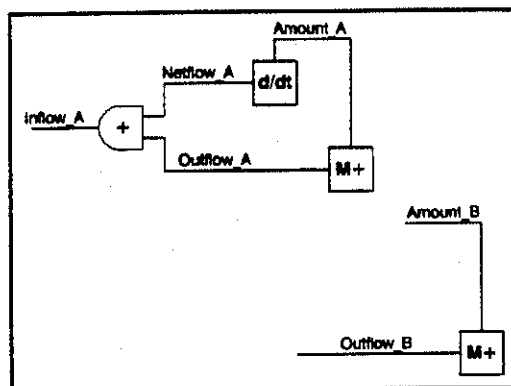 Amount_A
Netflow_A
d/dt
Inflow_A
+
Outflow_A
M+
Amount_B
Outflow_B
M+